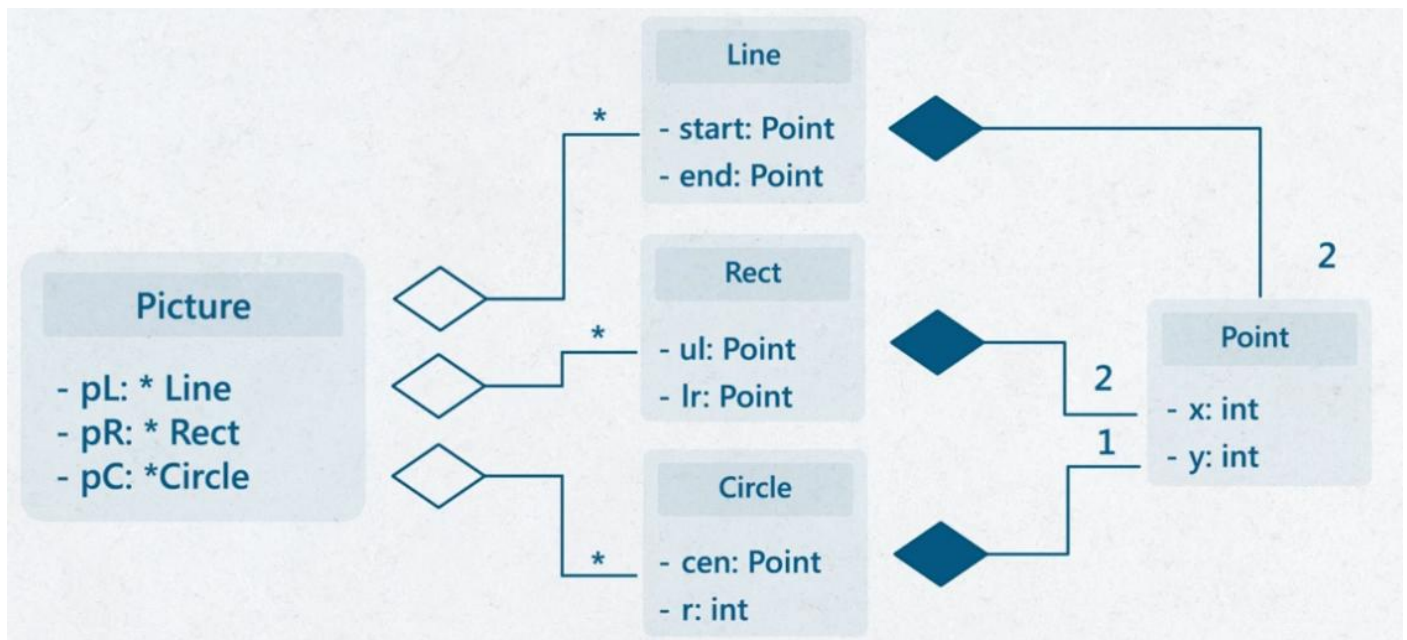 Picture
- pL: * Line
- pR: * Rect
- pC: *Circle
*
*
*
Line
- start: Point
- end: Point
Rect
- ul: Point
- lr: Point
Circle
- cen: Point
- r: int
2
2
1
Point
- x: int
- y: int